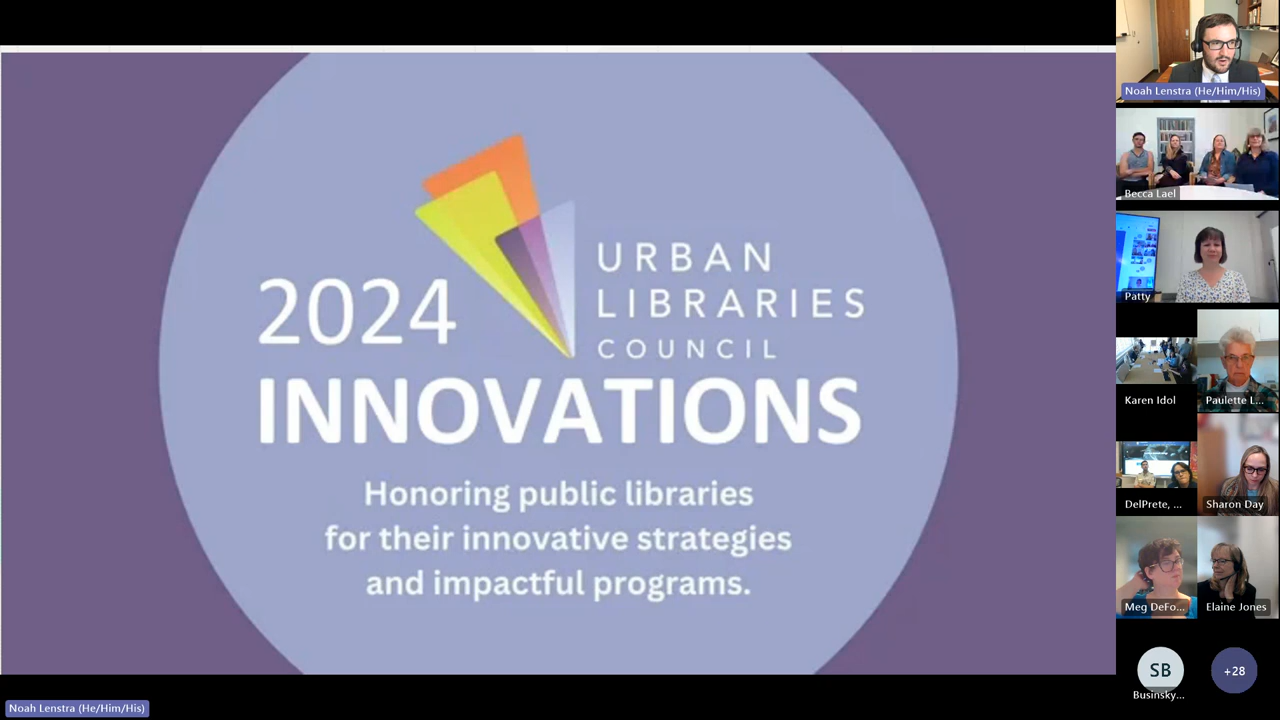 2024
URBAN
LIBRARIES
COUNCIL
INNOVATIONS
Honoring public libraries
for their innovative strategies
and impactful programs.
Noah Lenstra (He/Him/His)
Becca Lael
Patty
Karen Idol
Paulette L...
DelPrete, ...
Sharon Day
Meg DeFo...
Elaine Jones
SB
Businsky...
+28
Noah Lenstra (He/Him/His)